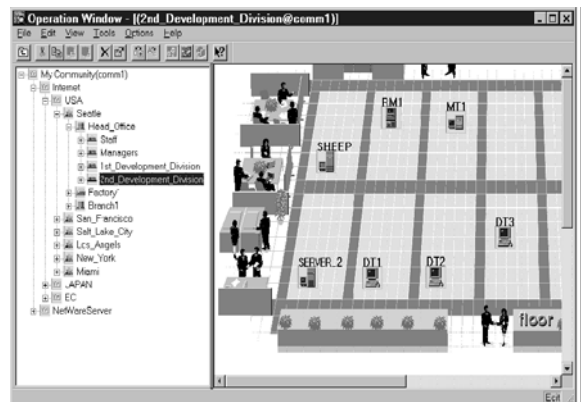 Operation Window - [(2nd_Development_Division@comm1)]
File Edit View Tools Options Help
My Community(comm1)
Internet
USA
Seatle
Head_Office
Staff
Managers
1st_Development_Division
2nd_Development_Division
Factory
Branch1
San_Francisco
Salt_Lake_City
Los_Angels
New_York
Miami
JAPAN
EC
NetWareServer
RM1
MT1
SHEEP
DT3
SERVER_2
DT1
DT2
floor
Edit